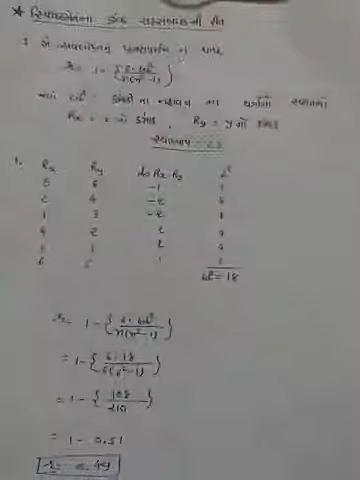 ★ સ્પિયરમેનના ક્રમાંક સહસંબંધની રીત
r = 1 - {6·Σd²/n(n²-1)}
Rx = x નો ક્રમાંક , Ry = y નો ક્રમાંક
સ્વાધ્યાય 2.3
1. Rx Ry d=Rx-Ry d²
5 6 -1 1
2 4 -2 4
1 3 -2 4
4 2 2 4
3 1 2 4
6 5 1 1
Σd² = 18
r = 1 - {6·Σd²/n(n²-1)}
= 1 - {6·18/6(6²-1)}
= 1 - {108/210}
= 1 - 0.51
r = 0.49